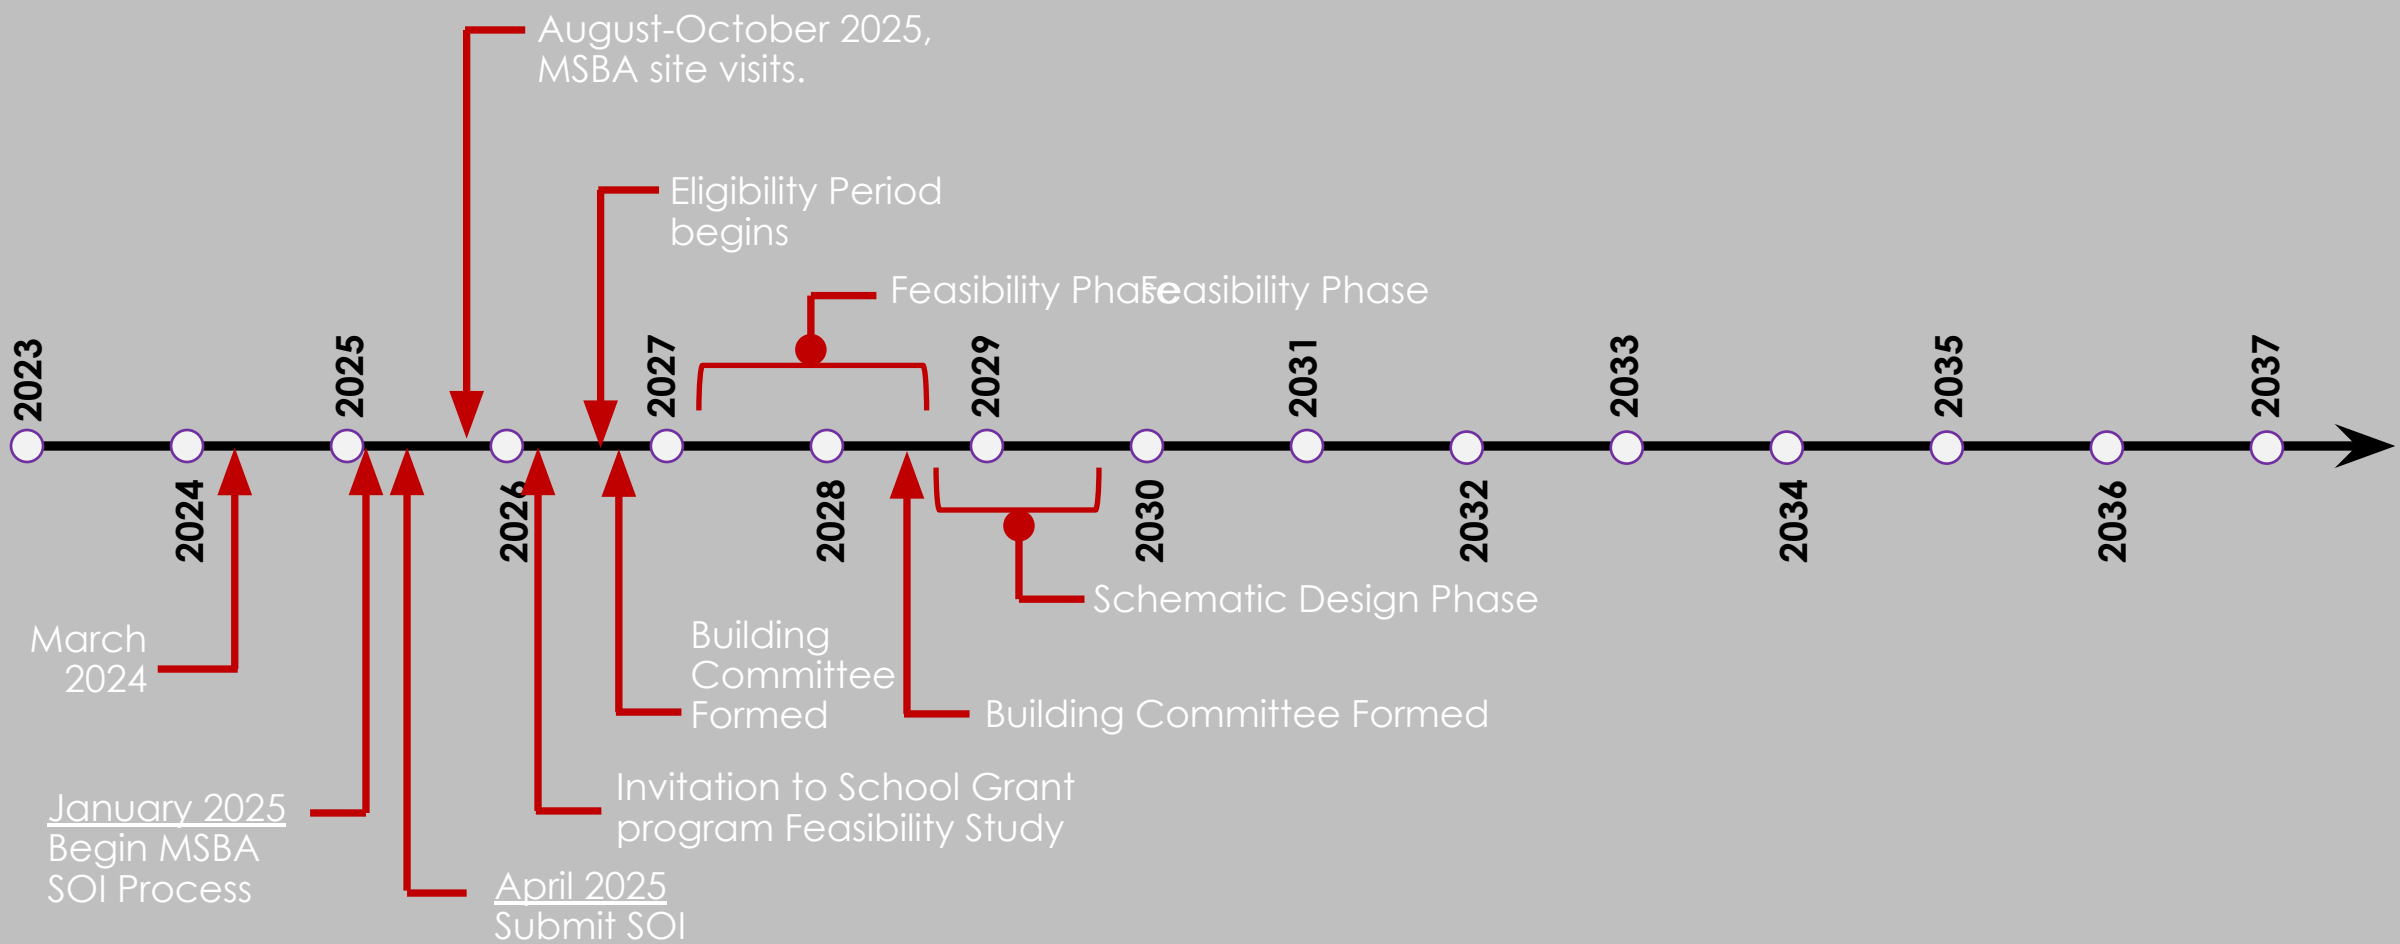 August-October 2025,
MSBA site visits.
Eligibility Period
begins
Feasibility Phase
Feasibility Phase
2023
2025
2027
2029
2031
2033
2035
2037
2024
2026
2028
2030
2032
2034
2036
Schematic Design Phase
March
2024
Building
Committee
Formed
Building Committee Formed
Invitation to School Grant
program Feasibility Study
January 2025
Begin MSBA
SOI Process
April 2025
Submit SOI